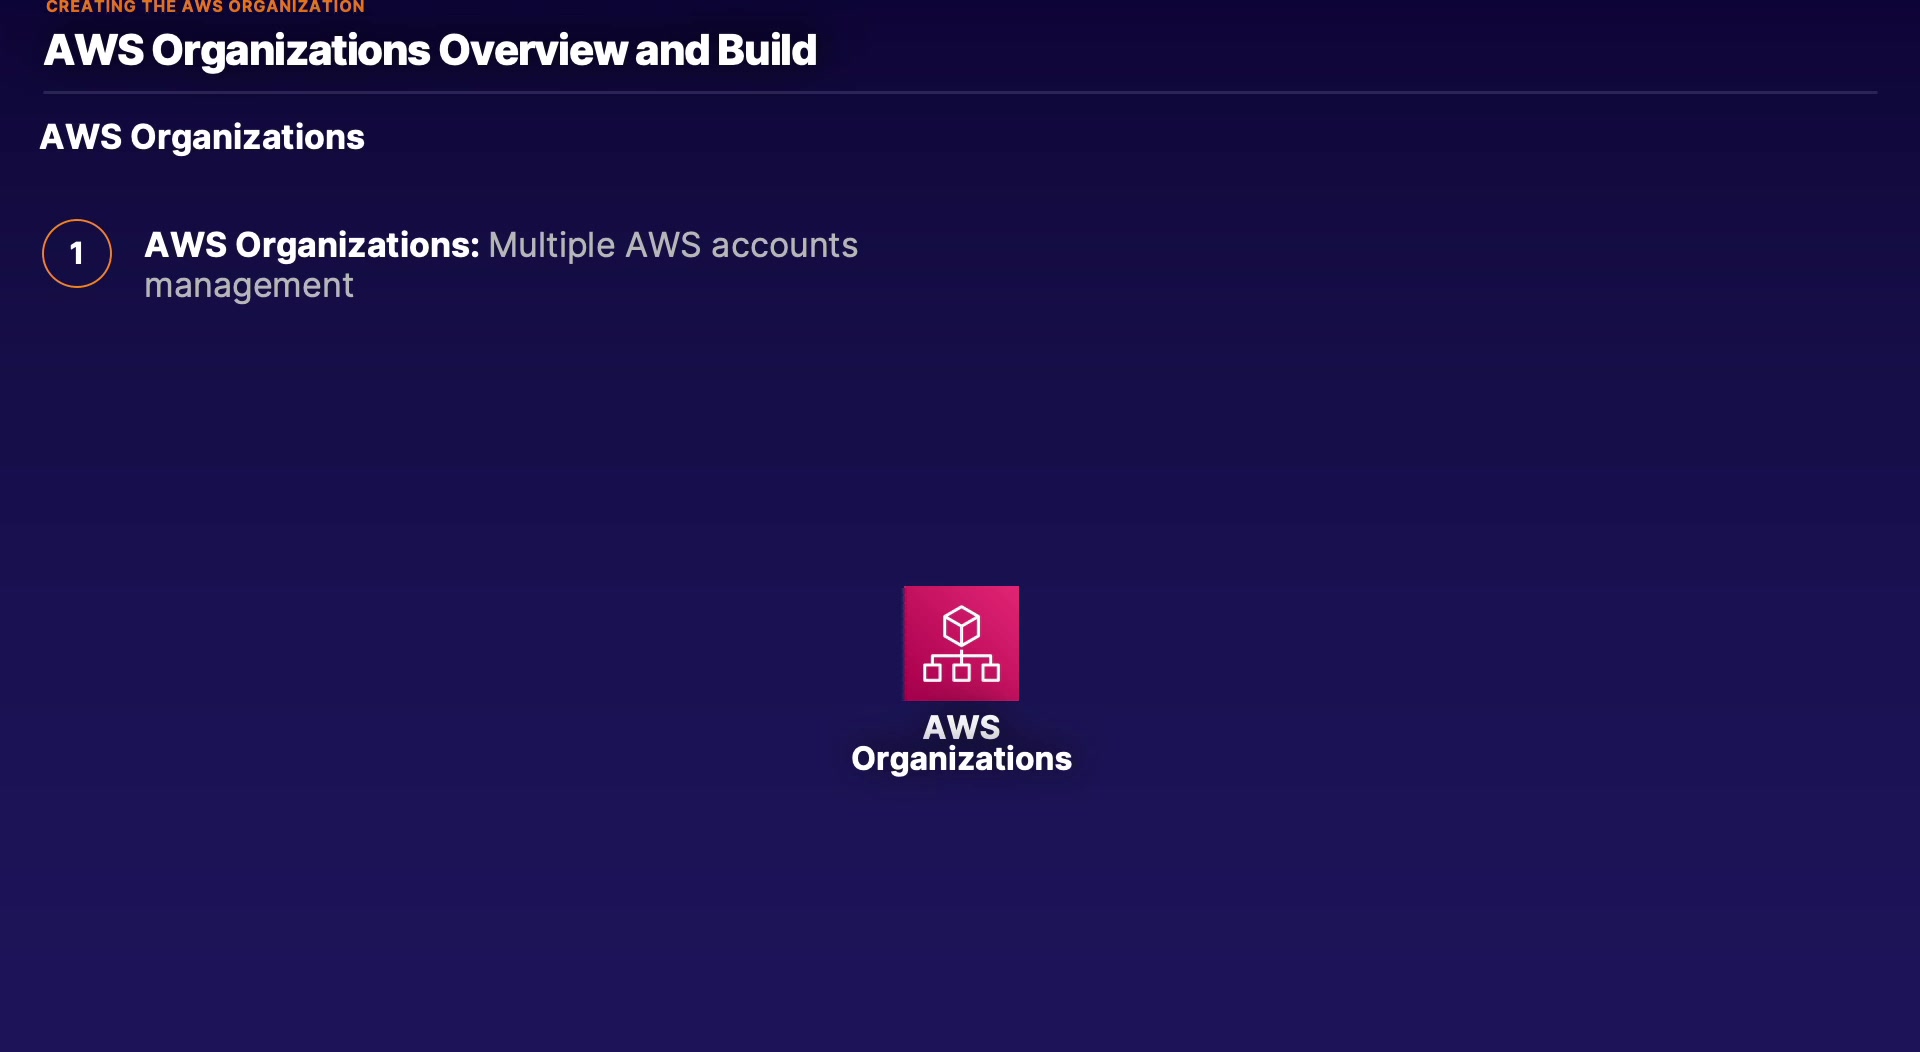 CREATING THE AWS ORGANIZATION
AWS Organizations Overview and Build
AWS Organizations
1
AWS Organizations: Multiple AWS accounts
management
AWS
Organizations